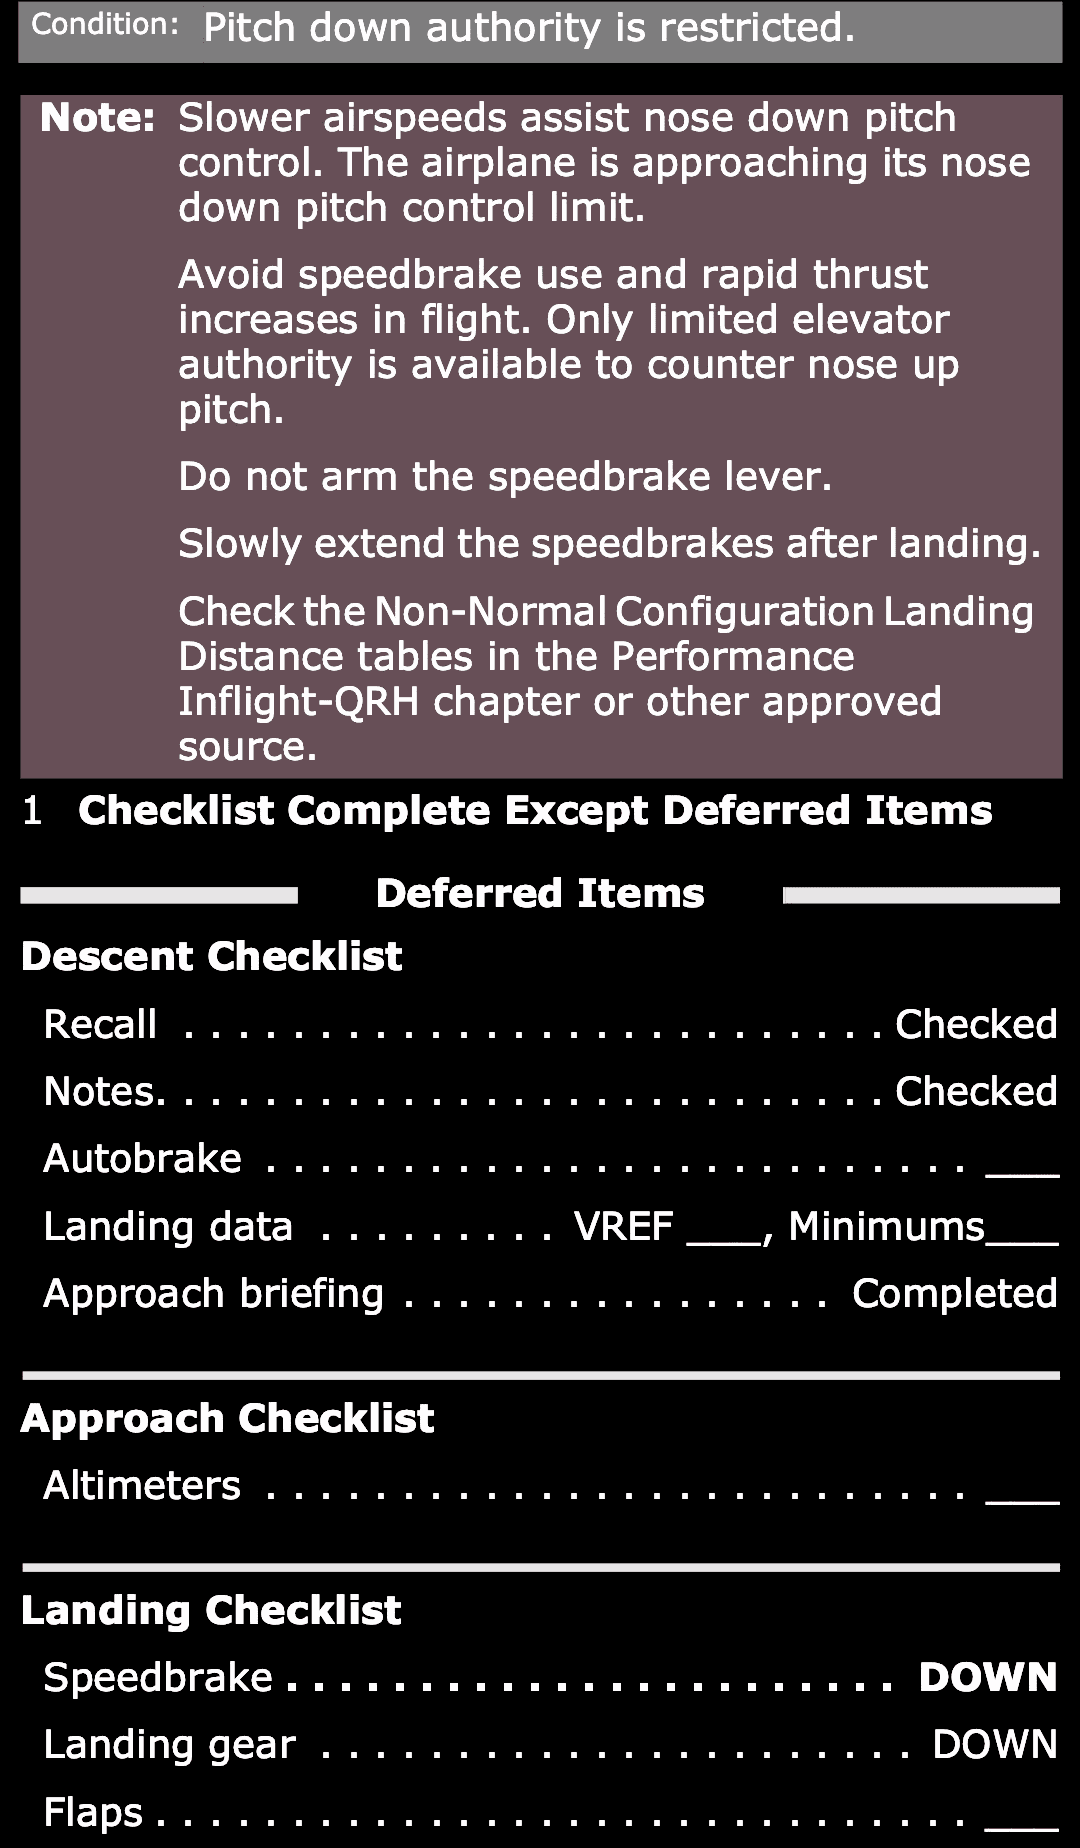 Condition: Pitch down authority is restricted.
Note: Slower airspeeds assist nose down pitch
control. The airplane is approaching its nose
down pitch control limit.
Avoid speedbrake use and rapid thrust
increases in flight. Only limited elevator
authority is available to counter nose up
pitch.
Do not arm the speedbrake lever.
Slowly extend the speedbrakes after landing.
Check the Non-Normal Configuration Landing
Distance tables in the Performance
Inflight-QRH chapter or other approved
source.
1 Checklist Complete Except Deferred Items
Deferred Items
Descent Checklist
Recall . . . . . . . . . . . . . . . . . . . . . . . . . . Checked
Notes. . . . . . . . . . . . . . . . . . . . . . . . . . . Checked
Autobrake . . . . . . . . . . . . . . . . . . . . . . . . . . ___
Landing data . . . . . . . . . VREF ___, Minimums___
Approach briefing . . . . . . . . . . . . . . . . Completed
Approach Checklist
Altimeters . . . . . . . . . . . . . . . . . . . . . . . . . . ___
Landing Checklist
Speedbrake . . . . . . . . . . . . . . . . . . . . . . . DOWN
Landing gear . . . . . . . . . . . . . . . . . . . . . . DOWN
Flaps . . . . . . . . . . . . . . . . . . . . . . . . . . . . . . ___